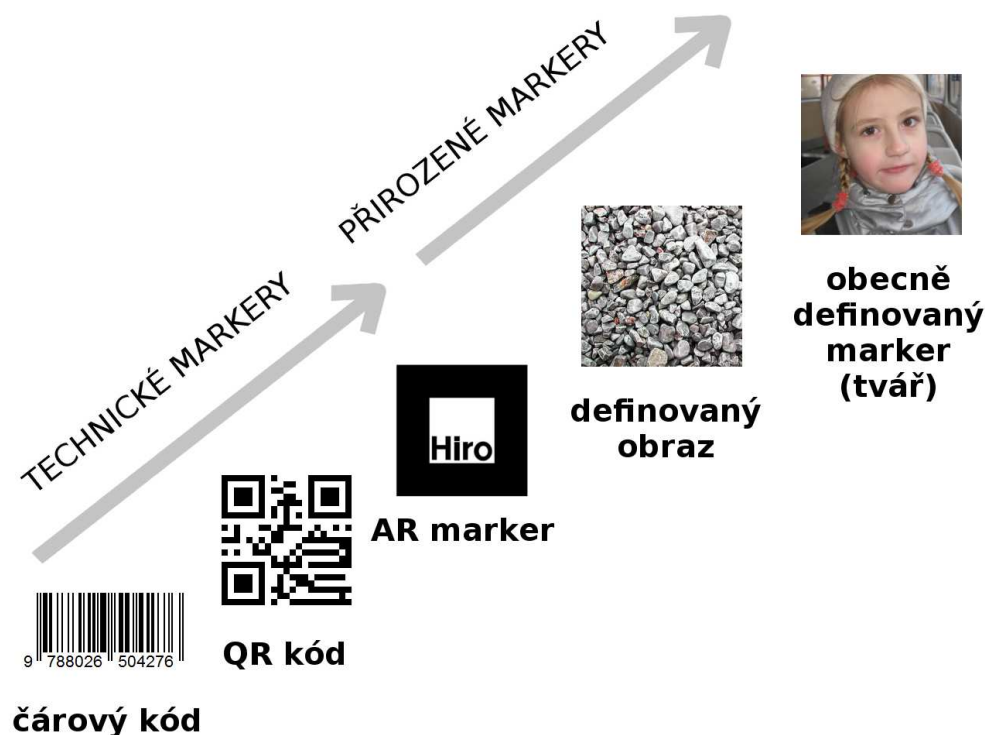 PŘIROZENÉ MARKERY
TECHNICKÉ MARKERY
obecně
definovaný
marker
(tvář)
definovaný
obraz
Hiro
AR marker
QR kód
9 788026 504276
čárový kód